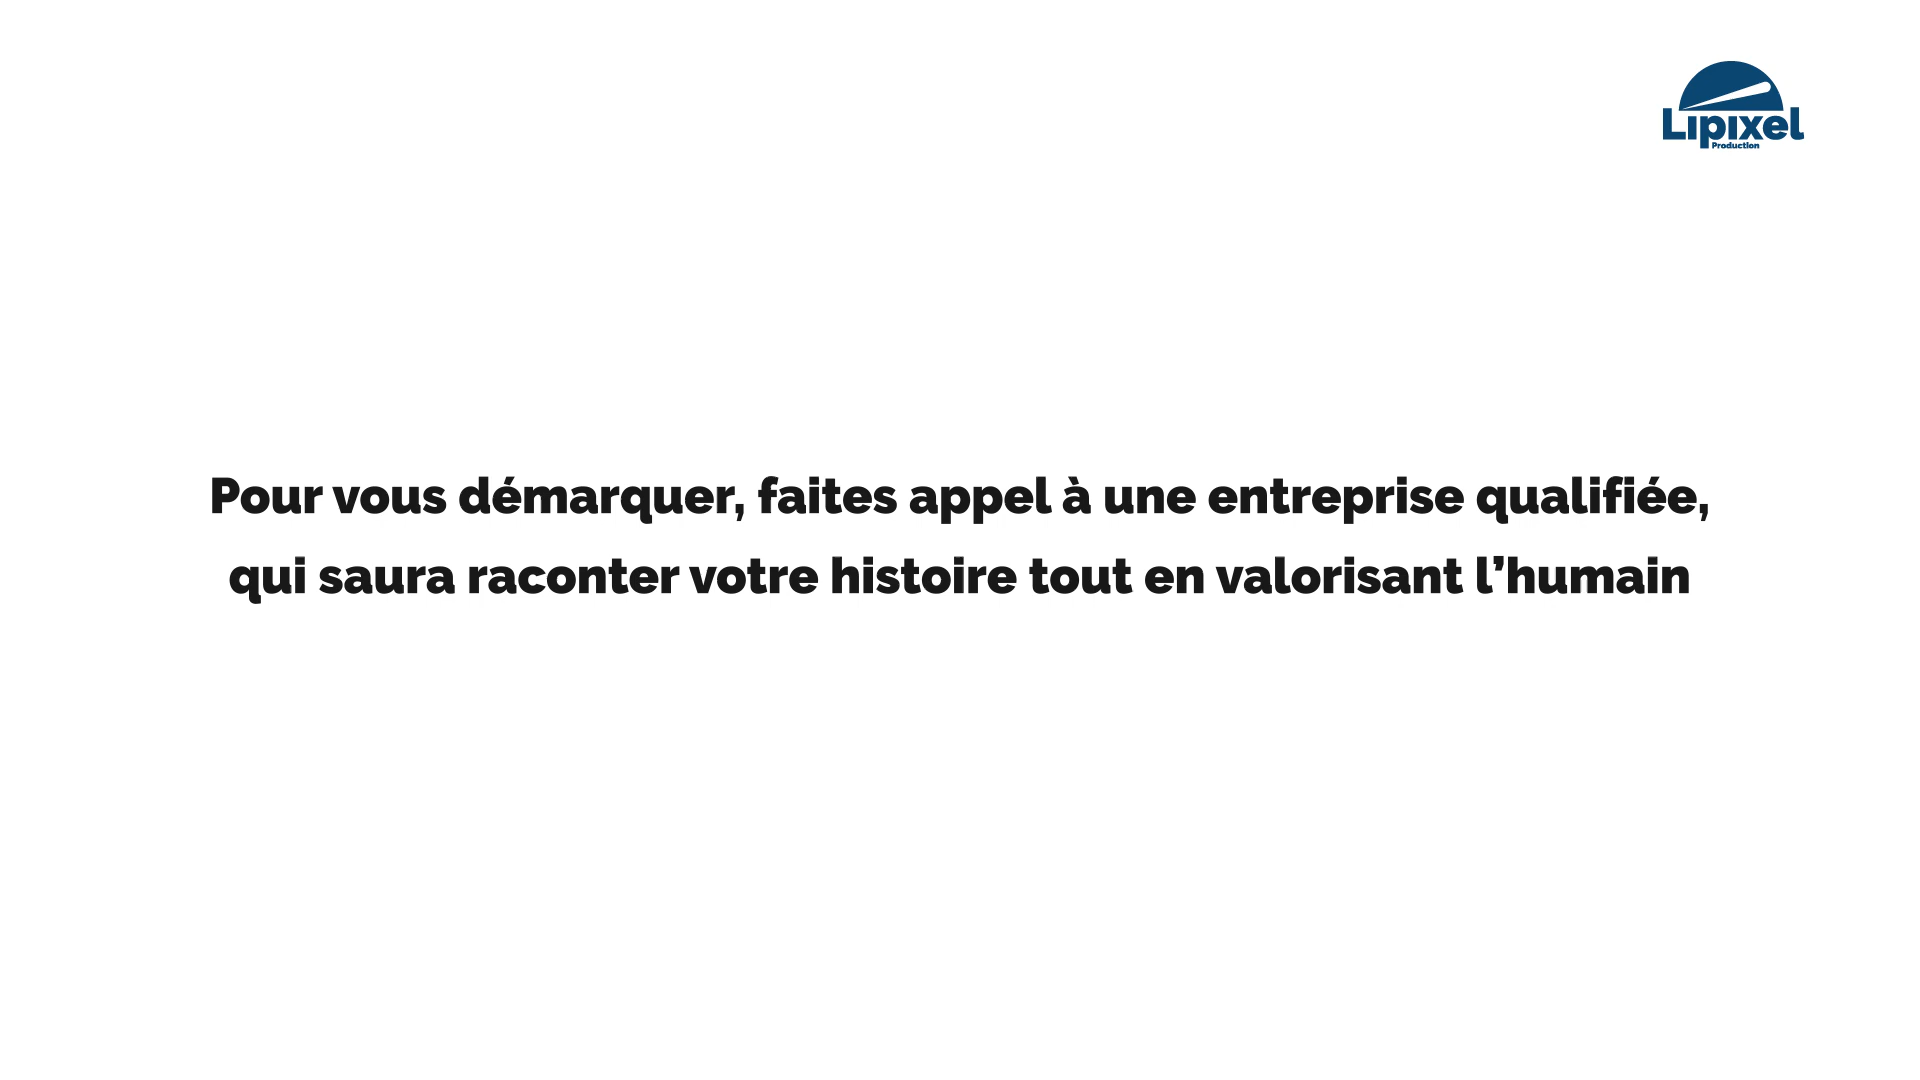 Lipixel
Production
Pour vous démarquer, faites appel à une entreprise qualifiée,
qui saura raconter votre histoire tout en valorisant l’humain